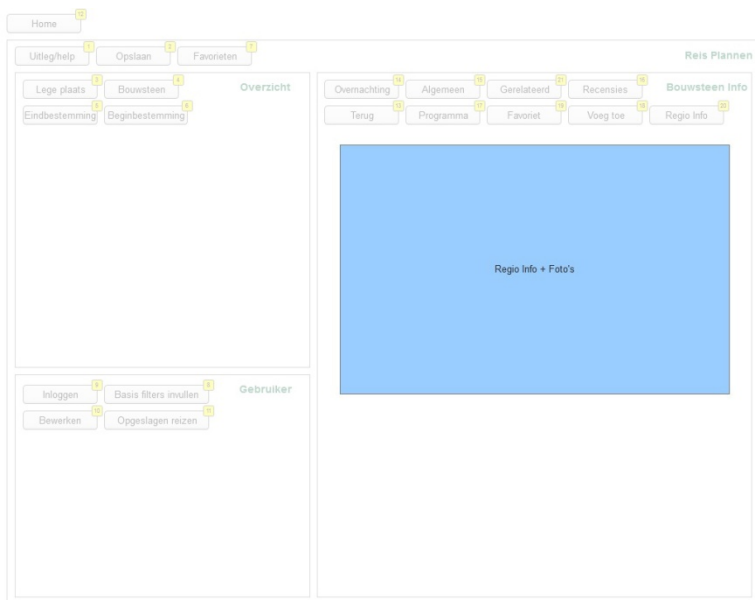 Home
Uitleg/help Opslaan Favorieten Reis Plannen
Lege plaats Bouwsteen Overzicht
Eindbestemming Beginbestemming
Overnachting Algemeen Gerelateerd Recensies Bouwsteen Info
Terug Programma Favoriet Voeg toe Regio Info
Regio Info + Foto's
Inloggen Basis filters invullen Gebruiker
Bewerken Opgeslagen reizen